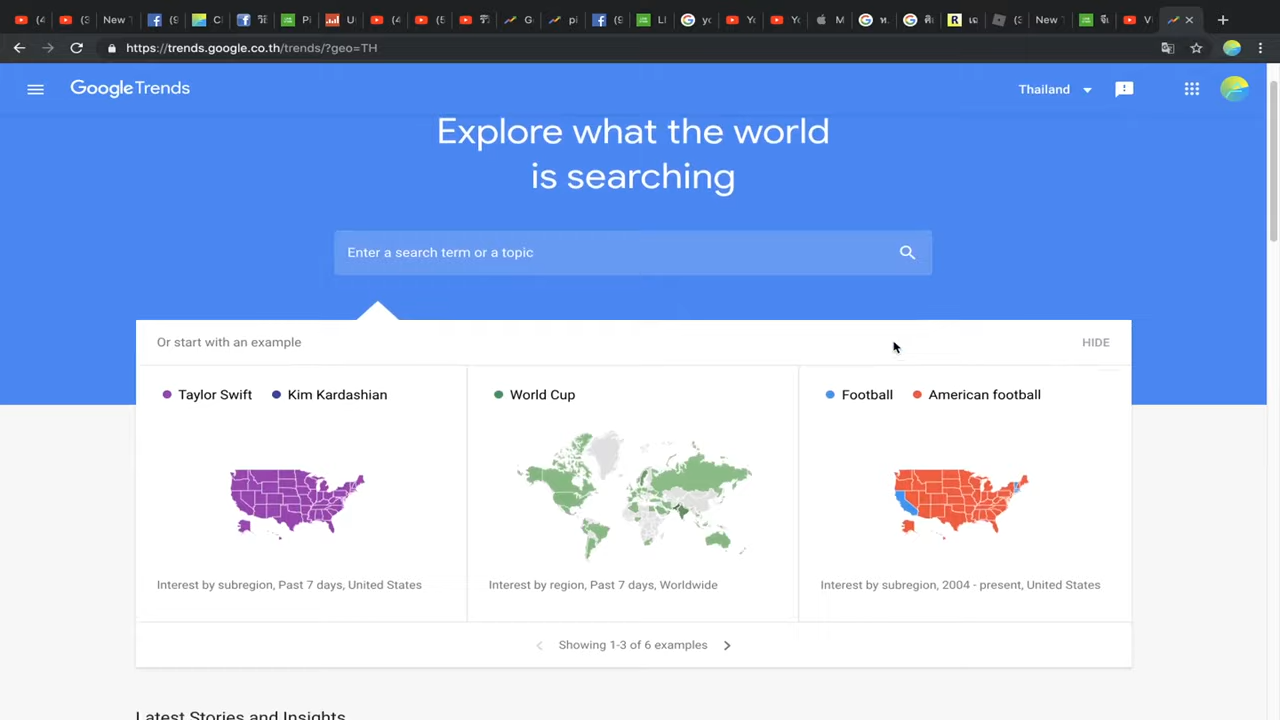 New T
https://trends.google.co.th/trends/?geo=TH
GoogleTrends
Thailand
Explore what the world
is searching
Enter a search term or a topic
Or start with an example
HIDE
Taylor Swift Kim Kardashian
World Cup
Football American football
Interest by subregion, Past 7 days, United States
Interest by region, Past 7 days, Worldwide
Interest by subregion, 2004 - present, United States
Showing 1-3 of 6 examples
Latest Stories and Insights